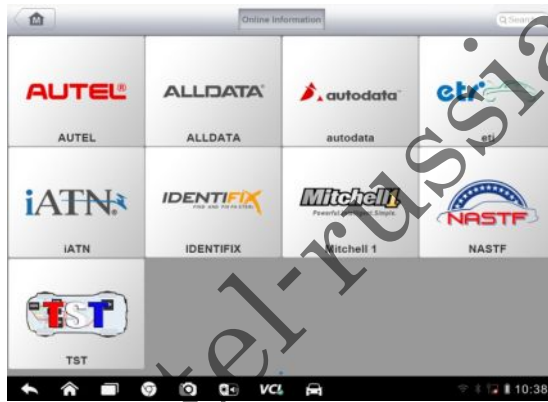 Online Information
Search
AUTEL®
ALLDATA
autodata
etr
AUTEL
ALLDATA
autodata
eti
iATN
IDENTIFIX
Mitchell 1
NASTF
iATN
IDENTIFIX
Mitchell 1
NASTF
TST
TST
VCI
10:38